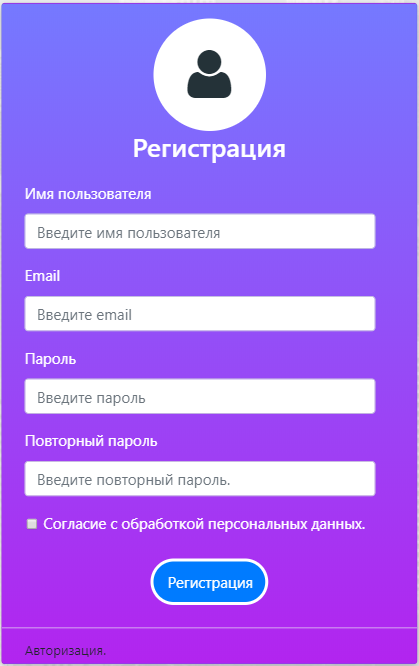 Регистрация
Имя пользователя
Введите имя пользователя
Email
Введите email
Пароль
Введите пароль
Повторный пароль
Введите повторный пароль.
Согласие с обработкой персональных данных.
Регистрация
Авторизация.